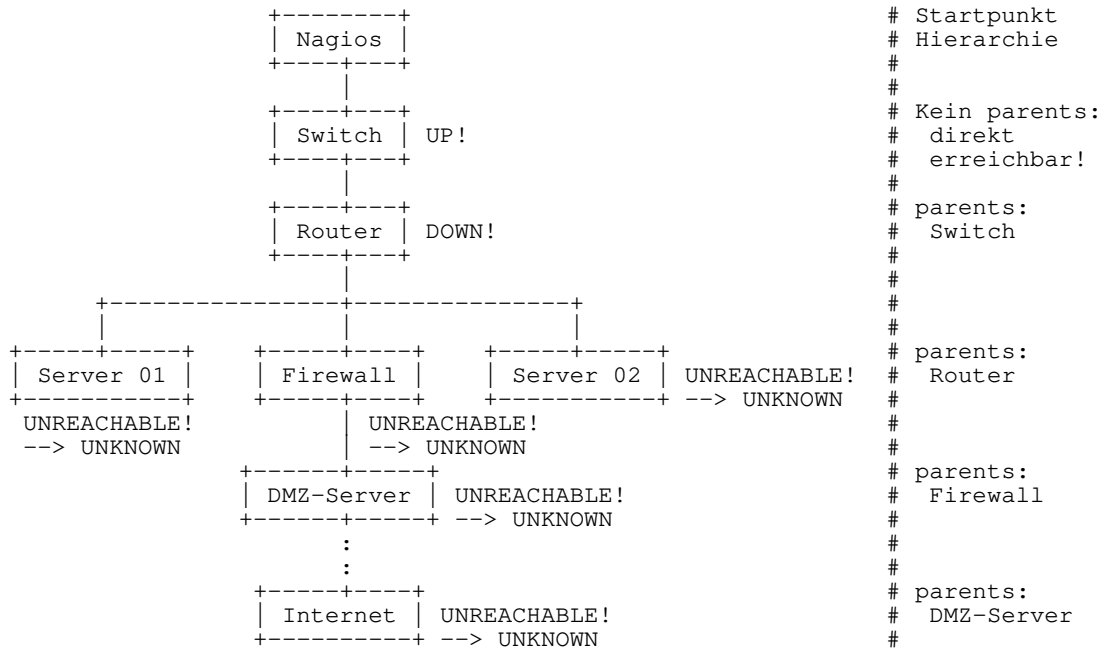 +--------+ # Startpunkt
| Nagios | # Hierarchie
+----+---+ #
| #
+----+---+ # Kein parents:
| Switch | UP! # direkt
+----+---+ # erreichbar!
| #
+----+---+ # parents:
| Router | DOWN! # Switch
+----+---+ #
| #
+-----------------+----------------+ #
| | | #
+------+-----+ +------+----+ +------+-----+ # parents:
| Server 01 | | Firewall | | Server 02 | UNREACHABLE! # Router
+------------+ +------+----+ +------------+ --> UNKNOWN #
UNREACHABLE! | UNREACHABLE! #
--> UNKNOWN | --> UNKNOWN #
+------+-----+ # parents:
| DMZ-Server | UNREACHABLE! # Firewall
+------+-----+ --> UNKNOWN #
: #
: #
+-----+----+ # parents:
| Internet | UNREACHABLE! # DMZ-Server
+----------+ --> UNKNOWN #